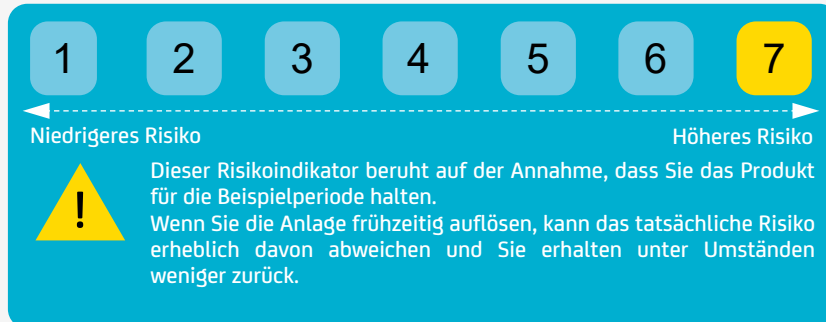 1 2 3 4 5 6 7
Niedrigeres Risiko Höheres Risiko
!
Dieser Risikoindikator beruht auf der Annahme, dass Sie das Produkt
für die Beispielperiode halten.
Wenn Sie die Anlage frühzeitig auflösen, kann das tatsächliche Risiko
erheblich davon abweichen und Sie erhalten unter Umständen
weniger zurück.